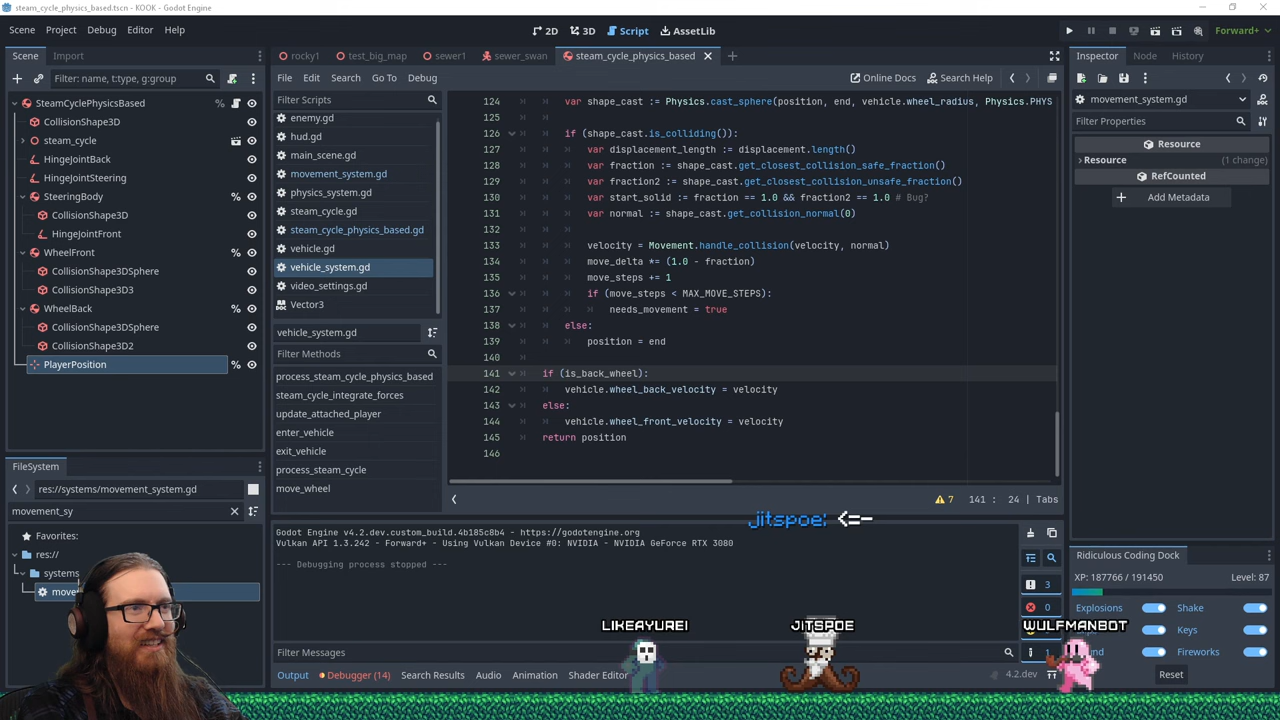 steam_cycle_physics_based.tscn - KOOK - Godot Engine
Scene Project Debug Editor Help
2D 3D Script AssetLib
Forward+
Scene Import
rocky1 test_big_map sewer1 sewer_swan steam_cycle_physics_based
Inspector Node History
Filter: name, t:type, g:group
File Edit Search Go To Debug
Online Docs Search Help
SteamCyclePhysicsBased
CollisionShape3D
steam_cycle
HingeJointBack
HingeJointSteering
SteeringBody
CollisionShape3D
HingeJointFront
WheelFront
CollisionShape3DSphere
CollisionShape3D3
WheelBack
CollisionShape3DSphere
CollisionShape3D2
PlayerPosition
Filter Scripts
enemy.gd
hud.gd
main_scene.gd
movement_system.gd
physics_system.gd
steam_cycle.gd
steam_cycle_physics_based.gd
vehicle.gd
vehicle_system.gd
video_settings.gd
Vector3
vehicle_system.gd
Filter Methods
process_steam_cycle_physics_based
steam_cycle_integrate_forces
update_attached_player
enter_vehicle
exit_vehicle
process_steam_cycle
move_wheel
124 var shape_cast := Physics.cast_sphere(position, end, vehicle.wheel_radius, Physics.PHYS
125
126 if (shape_cast.is_colliding()):
127 var displacement_length := displacement.length()
128 var fraction := shape_cast.get_closest_collision_safe_fraction()
129 var fraction2 := shape_cast.get_closest_collision_unsafe_fraction()
130 var start_solid := fraction == 1.0 && fraction2 == 1.0 # Bug?
131 var normal := shape_cast.get_collision_normal(0)
132
133 velocity = Movement.handle_collision(velocity, normal)
134 move_delta *= (1.0 - fraction)
135 move_steps += 1
136 if (move_steps < MAX_MOVE_STEPS):
137 needs_movement = true
138 else:
139 position = end
140
141 if (is_back_wheel):
142 vehicle.wheel_back_velocity = velocity
143 else:
144 vehicle.wheel_front_velocity = velocity
145 return position
146
7 141 : 24 | Tabs
movement_system.gd
Filter Properties
Resource
Resource (1 change)
RefCounted
Add Metadata
FileSystem
res://systems/movement_system.gd
movement_sy
Favorites:
res://
systems
move
Godot Engine v4.2.dev.custom_build.4b185c8b4 - https://godotengine.org
Vulkan API 1.3.242 - Forward+ - Using Vulkan Device #0: NVIDIA - NVIDIA GeForce RTX 3080
--- Debugging process stopped ---
jitspoe: <=-
3
0
1
Filter Messages
Output Debugger (14) Search Results Audio Animation Shader Editor
4.2.dev
Ridiculous Coding Dock
XP: 187766 / 191450 Level: 87
Explosions Shake
Keys
Fireworks
Reset
LIKEAYUREI JITSPOE WULFMANBOT